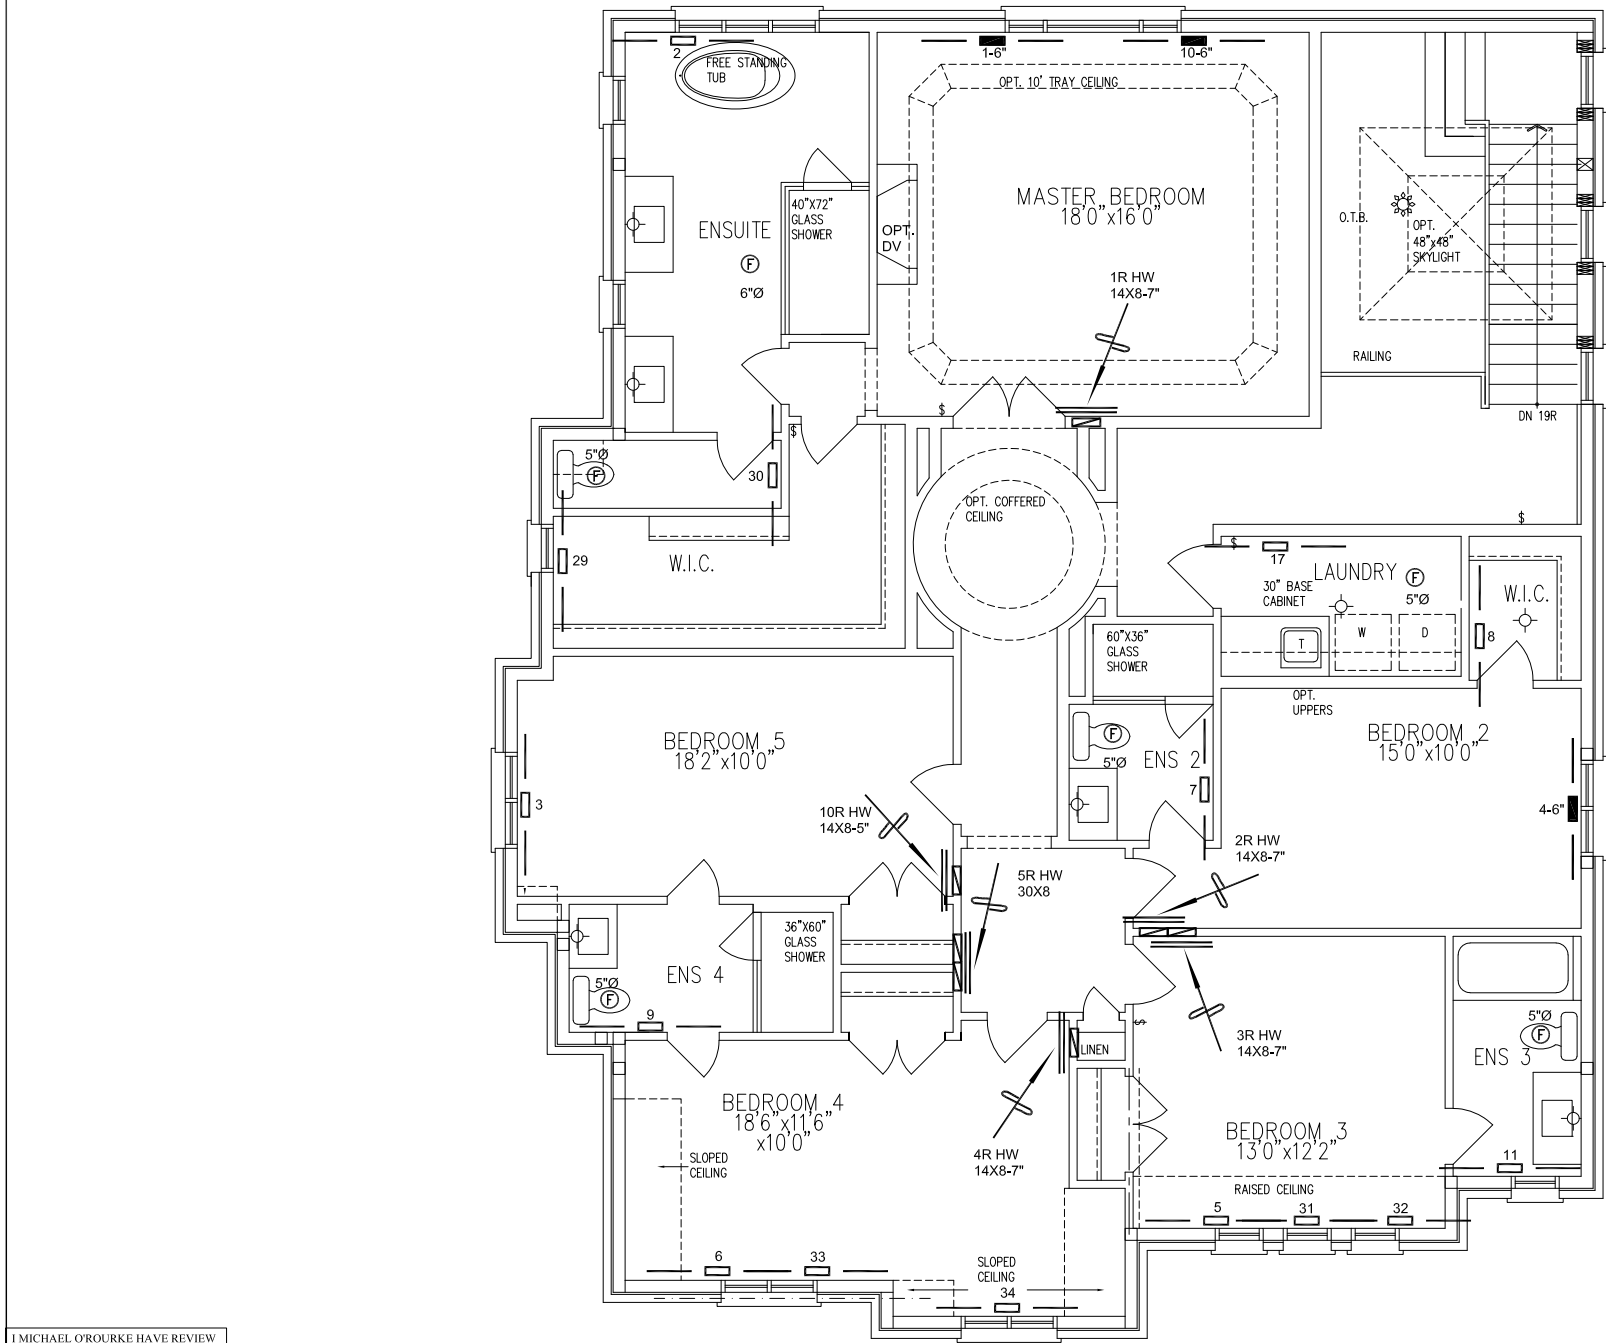 2
FREE STANDING
TUB
1-6"
10-6"
OPT. 10' TRAY CEILING
40"X72"
GLASS
SHOWER
ENSUITE
F
6"Ø
OPT.
DV
MASTER BEDROOM
18'0"x16'0"
1R HW
14X8-7"
O.T.B.
OPT.
48"x48"
SKYLIGHT
RAILING
DN 19R
$
$
5"Ø
F
30
29
W.I.C.
OPT. COFFERED
CEILING
$
$
17
LAUNDRY
F
5"Ø
30" BASE
CABINET
W
D
T
W.I.C.
8
60"X36"
GLASS
SHOWER
OPT.
UPPERS
BEDROOM 5
18'2"x10'0"
3
F
5"Ø
ENS 2
7
BEDROOM 2
15'0"x10'0"
4-6"
10R HW
14X8-5"
5R HW
30X8
2R HW
14X8-7"
36"X60"
GLASS
SHOWER
ENS 4
5"Ø
F
9
LINEN
$
3R HW
14X8-7"
5"Ø
F
ENS 3
BEDROOM 4
18'6"x11'6"
x10'0"
SLOPED
CEILING
4R HW
14X8-7"
BEDROOM 3
13'0"x12'2"
11
RAISED CEILING
5
31
32
6
33
SLOPED
CEILING
34
I MICHAEL O'ROURKE HAVE REVIEW